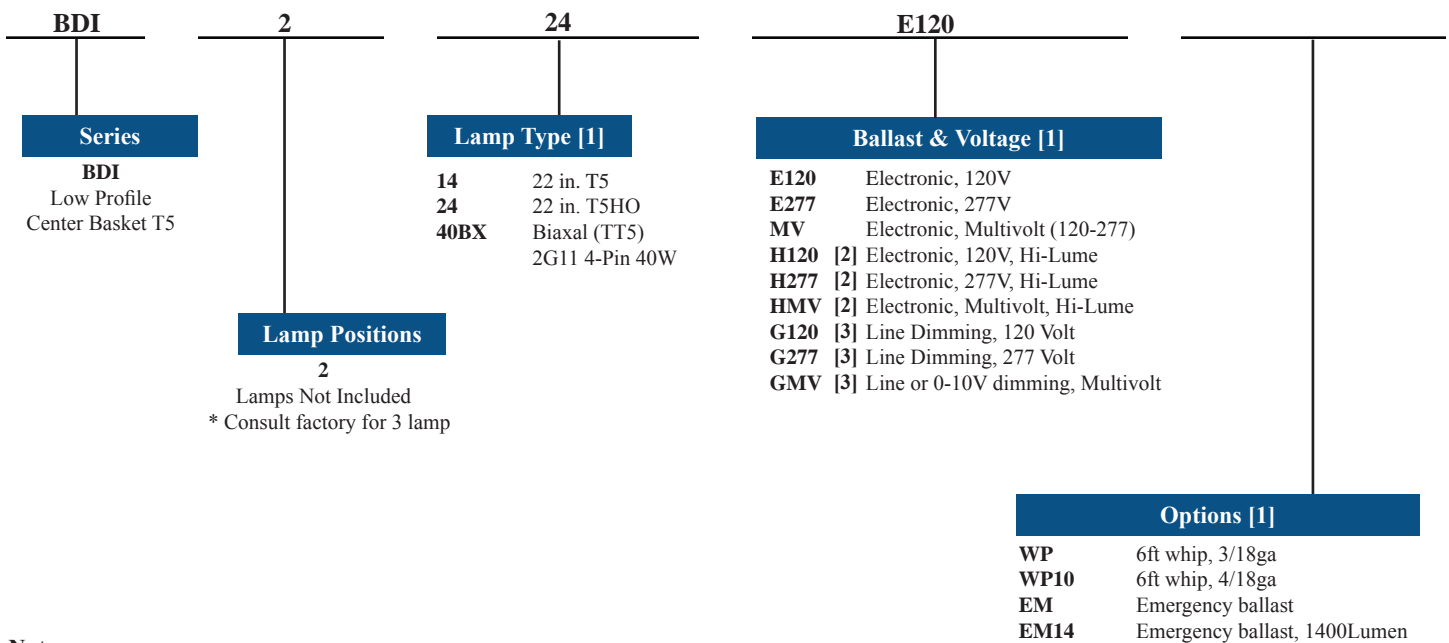 BDI 2 24 E120
Series
BDI
Low Profile
Center Basket T5
Lamp Positions
2
Lamps Not Included
* Consult factory for 3 lamp
Lamp Type [1]
14 22 in. T5
24 22 in. T5HO
40BX Biaxal (TT5)
2G11 4-Pin 40W
Ballast & Voltage [1]
E120 Electronic, 120V
E277 Electronic, 277V
MV Electronic, Multivolt (120-277)
H120 [2] Electronic, 120V, Hi-Lume
H277 [2] Electronic, 277V, Hi-Lume
HMV [2] Electronic, Multivolt, Hi-Lume
G120 [3] Line Dimming, 120 Volt
G277 [3] Line Dimming, 277 Volt
GMV [3] Line or 0-10V dimming, Multivolt
Options [1]
WP 6ft whip, 3/18ga
WP10 6ft whip, 4/18ga
EM Emergency ballast
EM14 Emergency ballast, 1400Lumen